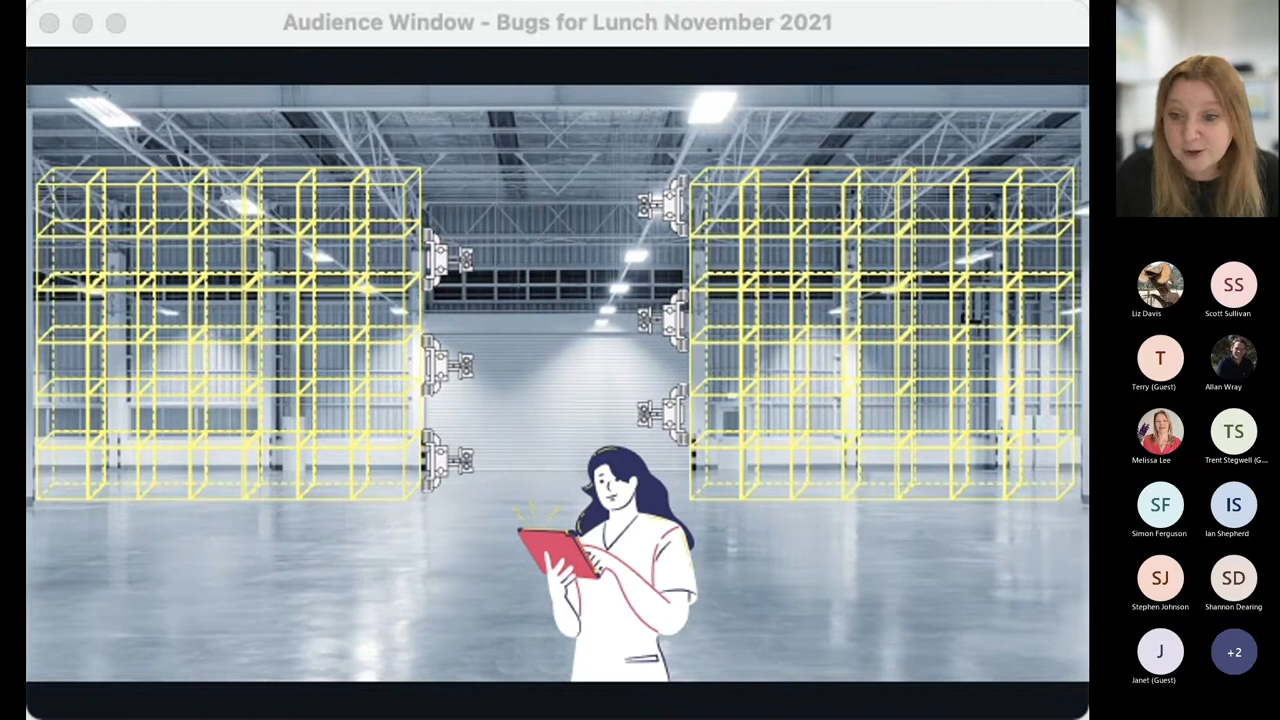 Audience Window - Bugs for Lunch November 2021
Liz Davis
SS
Scott Sullivan
T
Terry (Guest)
Allan Wray
Melissa Lee
TS
Trent Stegwell (G...
SF
Simon Ferguson
IS
Ian Shepherd
SJ
Stephen Johnson
SD
Shannon Dearing
J
Janet (Guest)
+2